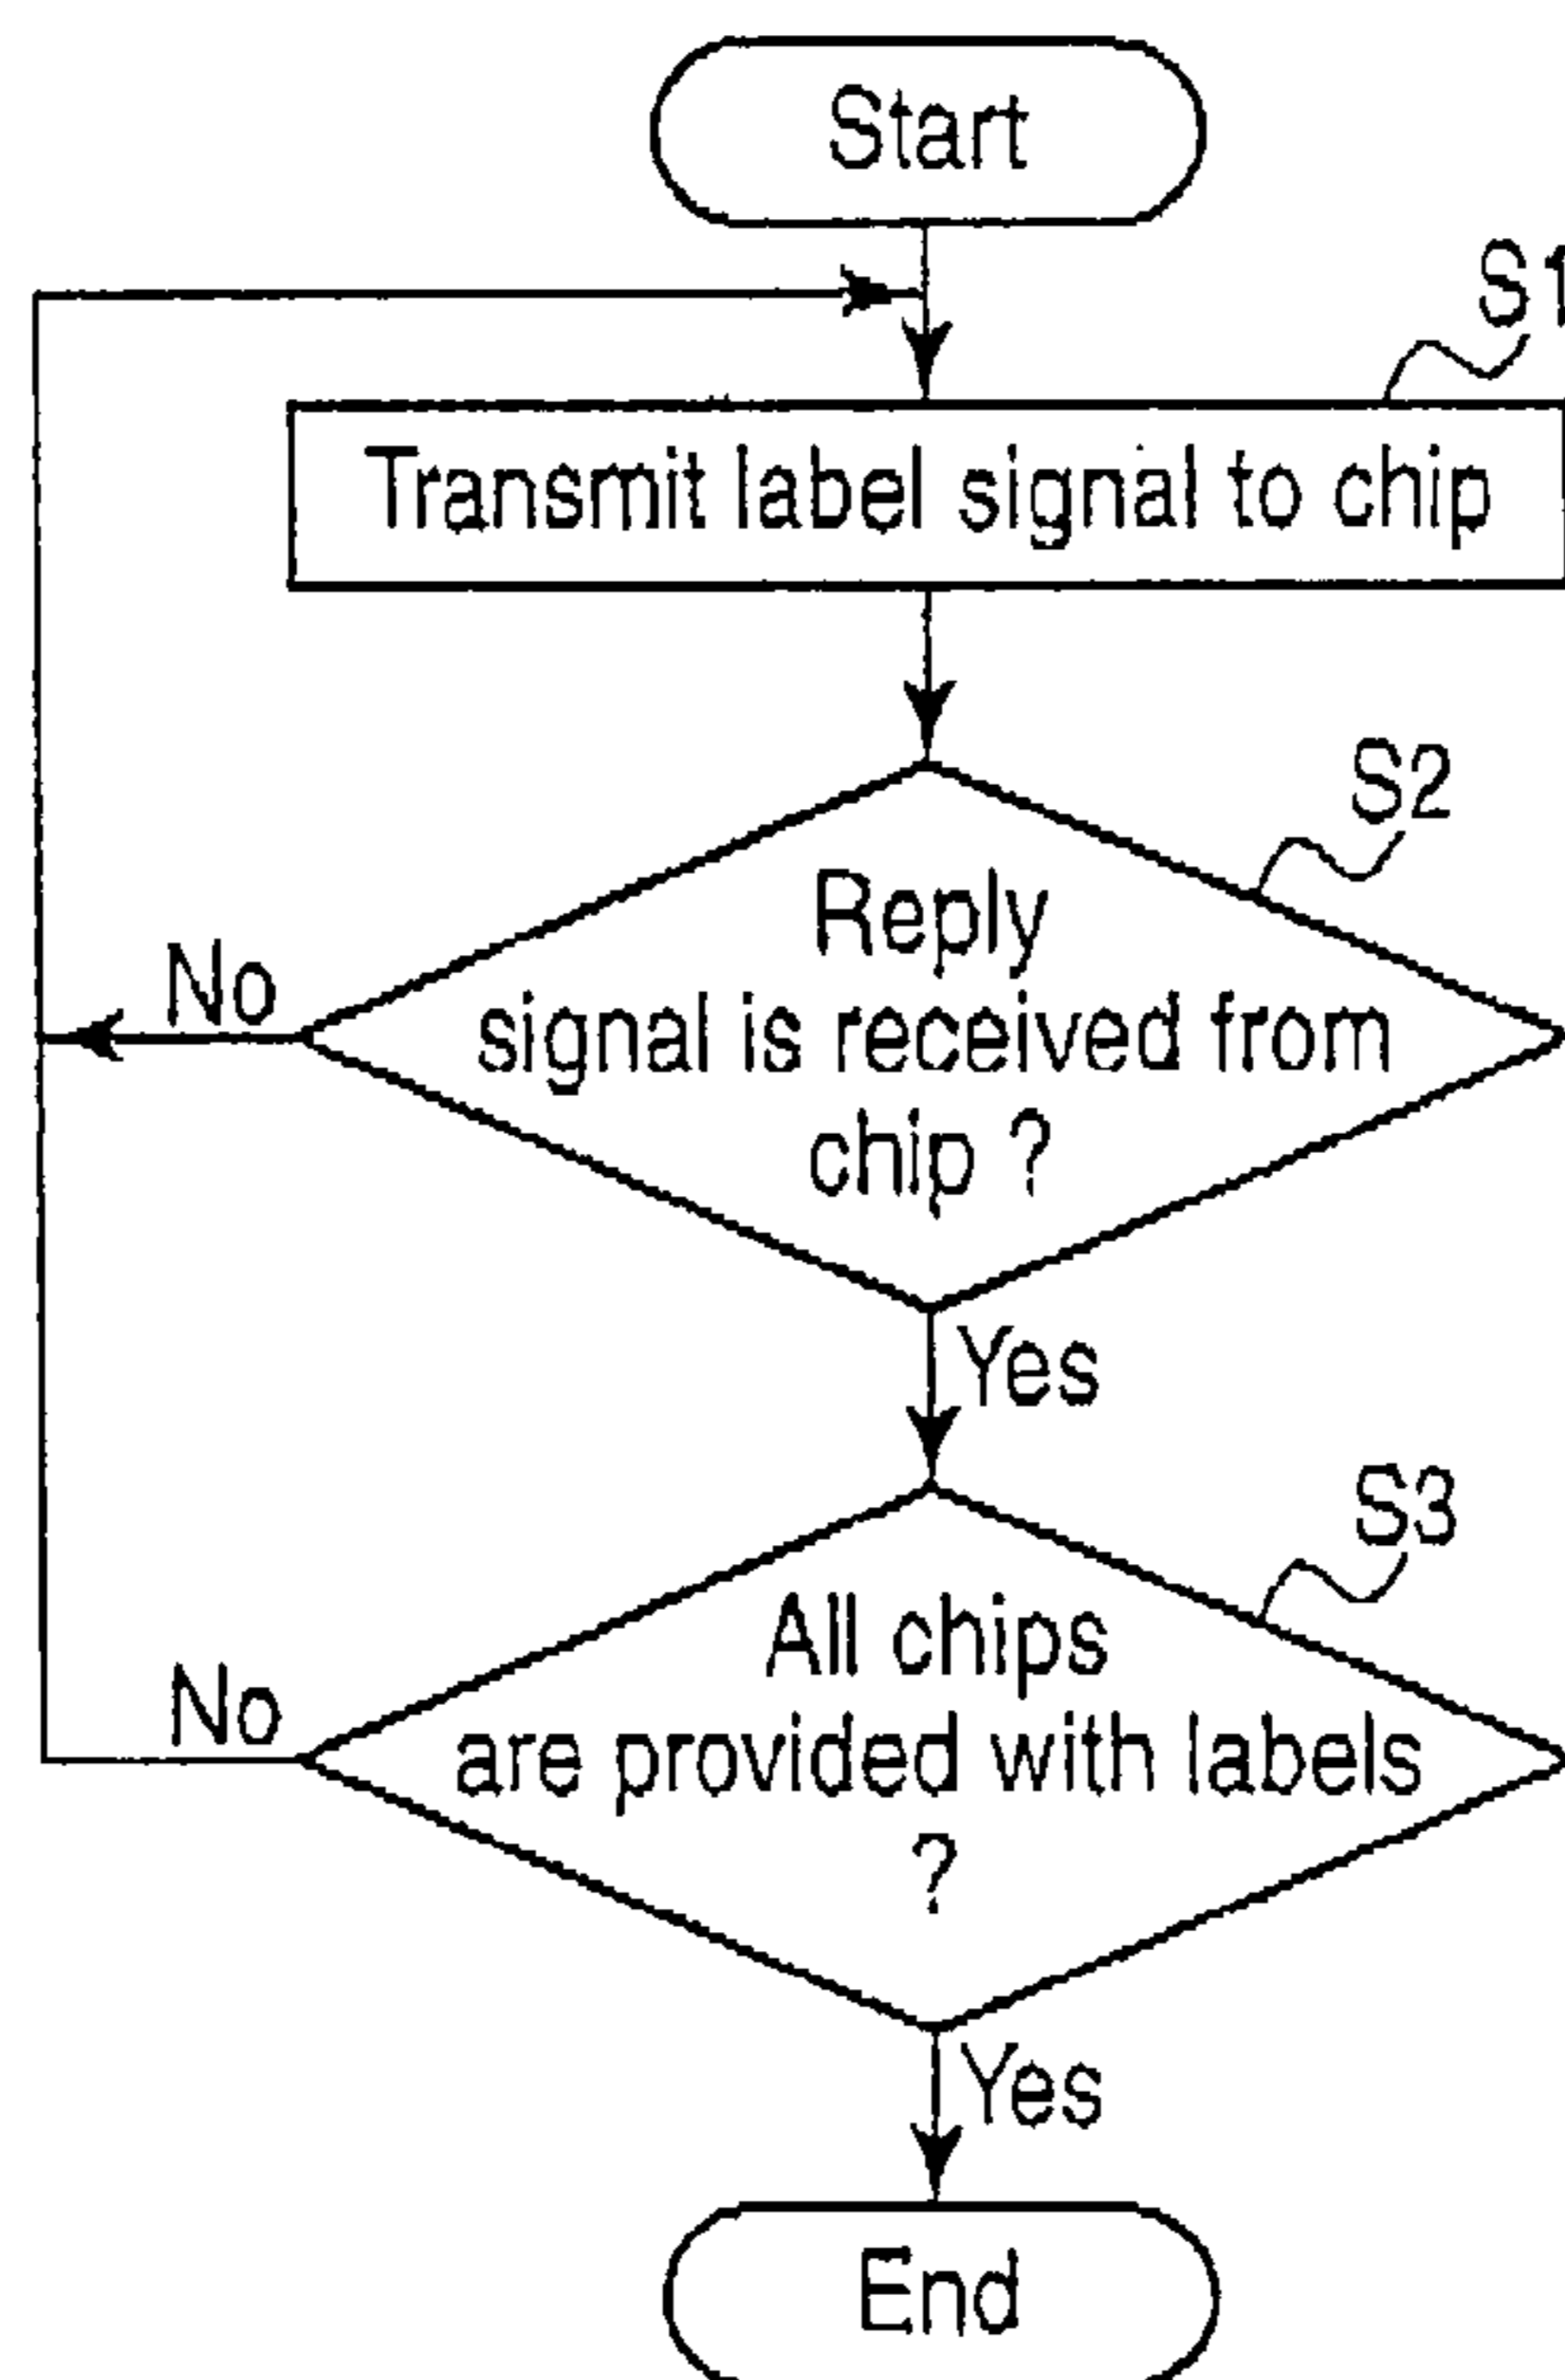 Start
S1
Transmit label signal to chip
S2
Reply
signal is received from
chip ?
No
Yes
S3
All chips
are provided with labels
?
No
Yes
End